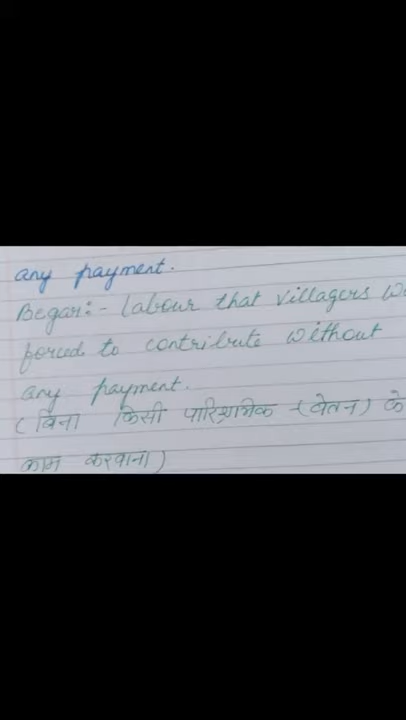 any payment.
Begar:- labour that villagers
forced to contribute without
any payment.
(बिना किसी पारिश्रमिक (वेतन) के
काम करवाना)